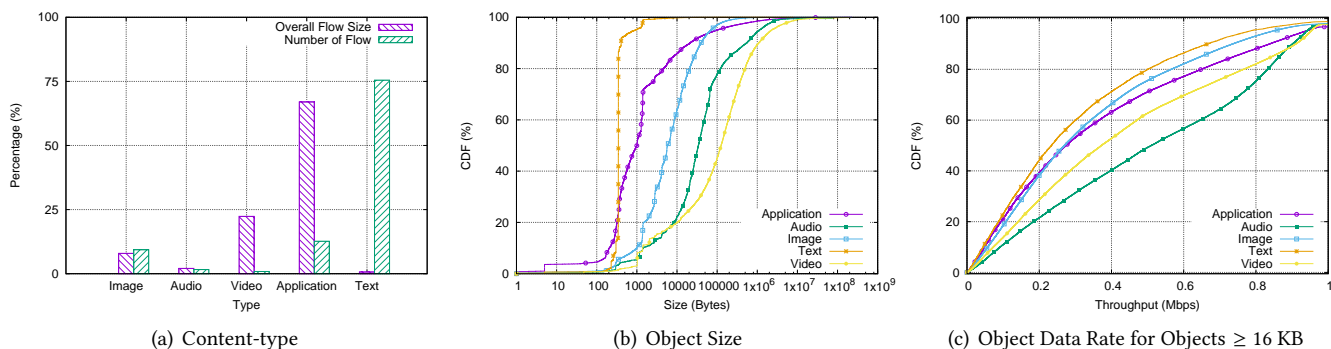 100
75
50
25
0
Percentage (%)
Overall Flow Size
Number of Flow
Image Audio Video Application Text
Type
(a) Content-type
100
80
60
40
20
0
CDF (%)
Application
Audio
Image
Text
Video
1 10 100 1000 10000 100000 1x10^6 1x10^7 1x10^8 1x10^9
Size (Bytes)
(b) Object Size
100
80
60
40
20
0
CDF (%)
Application
Audio
Image
Text
Video
0 0.2 0.4 0.6 0.8 1
Throughput (Mbps)
(c) Object Data Rate for Objects ≥ 16 KB